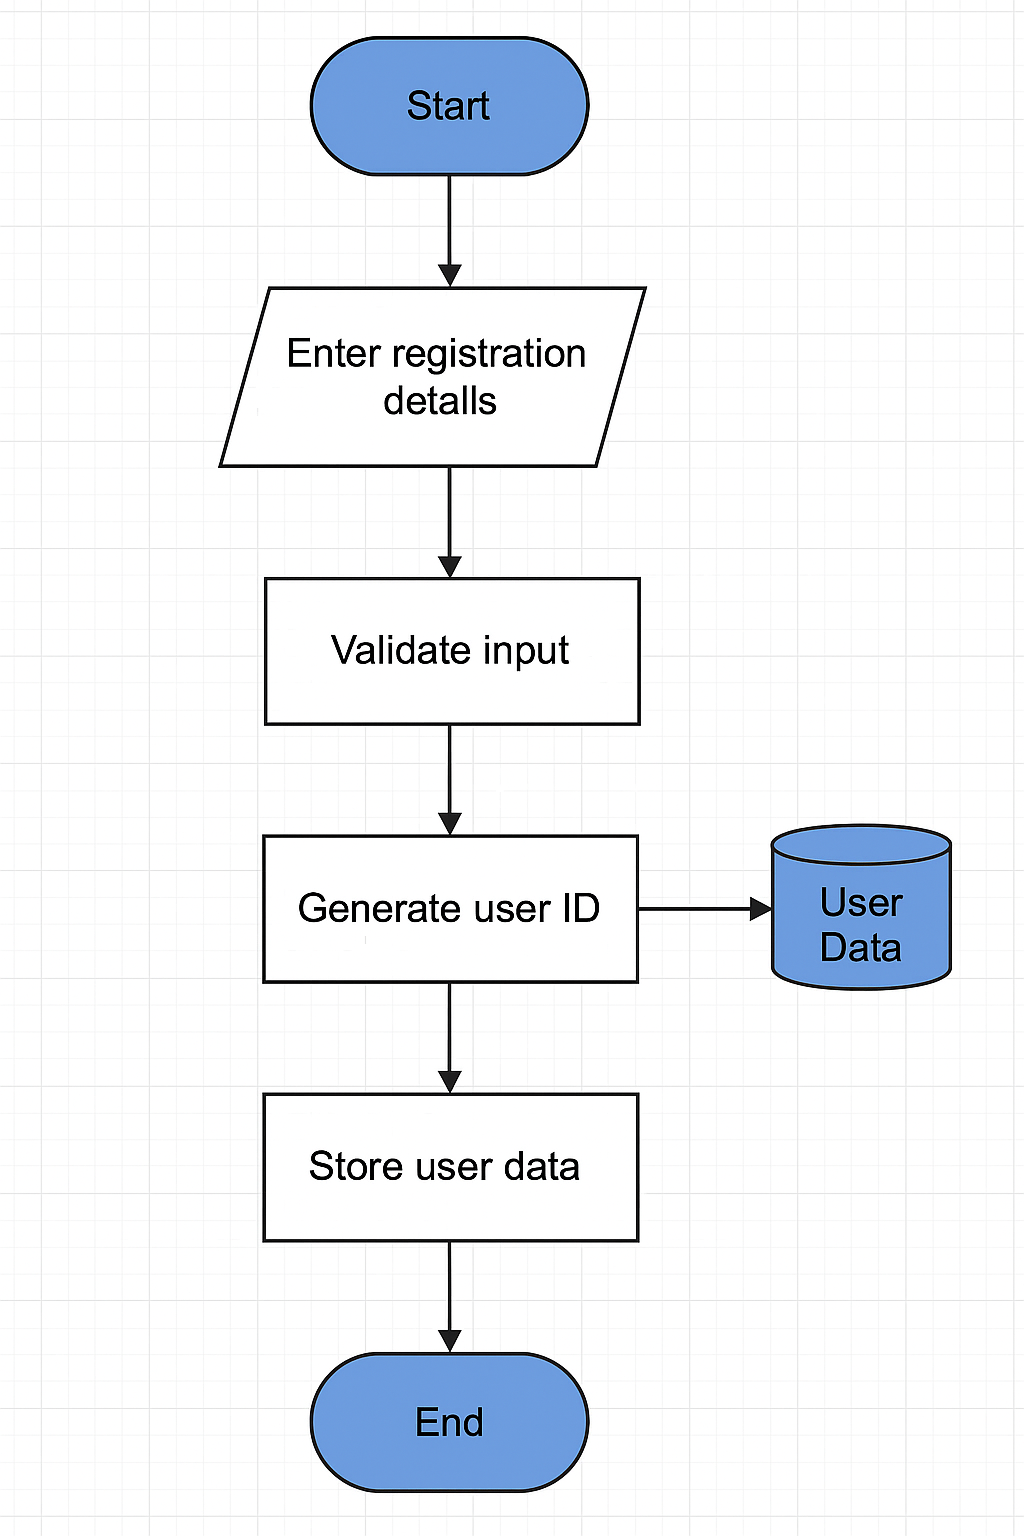 Start
Enter registration
detalls
Validate input
Generate user ID
User
Data
Store user data
End